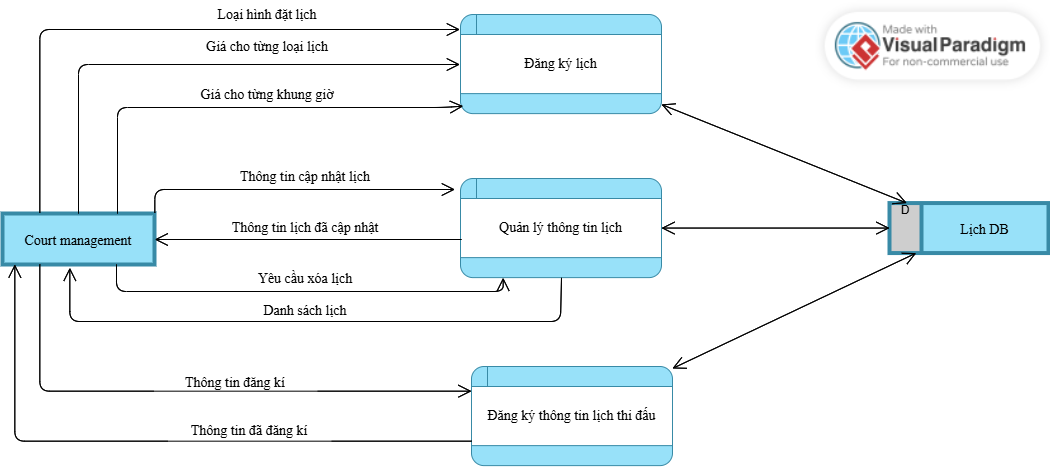 Loại hình đặt lịch
Giá cho từng loại lịch
Đăng ký lịch
Giá cho từng khung giờ
Made with
Visual Paradigm
For non-commercial use
Thông tin cập nhật lịch
Court management
Thông tin lịch đã cập nhật
Quản lý thông tin lịch
D
Lịch DB
Yêu cầu xóa lịch
Danh sách lịch
Thông tin đăng kí
Đăng ký thông tin lịch thi đấu
Thông tin đã đăng kí